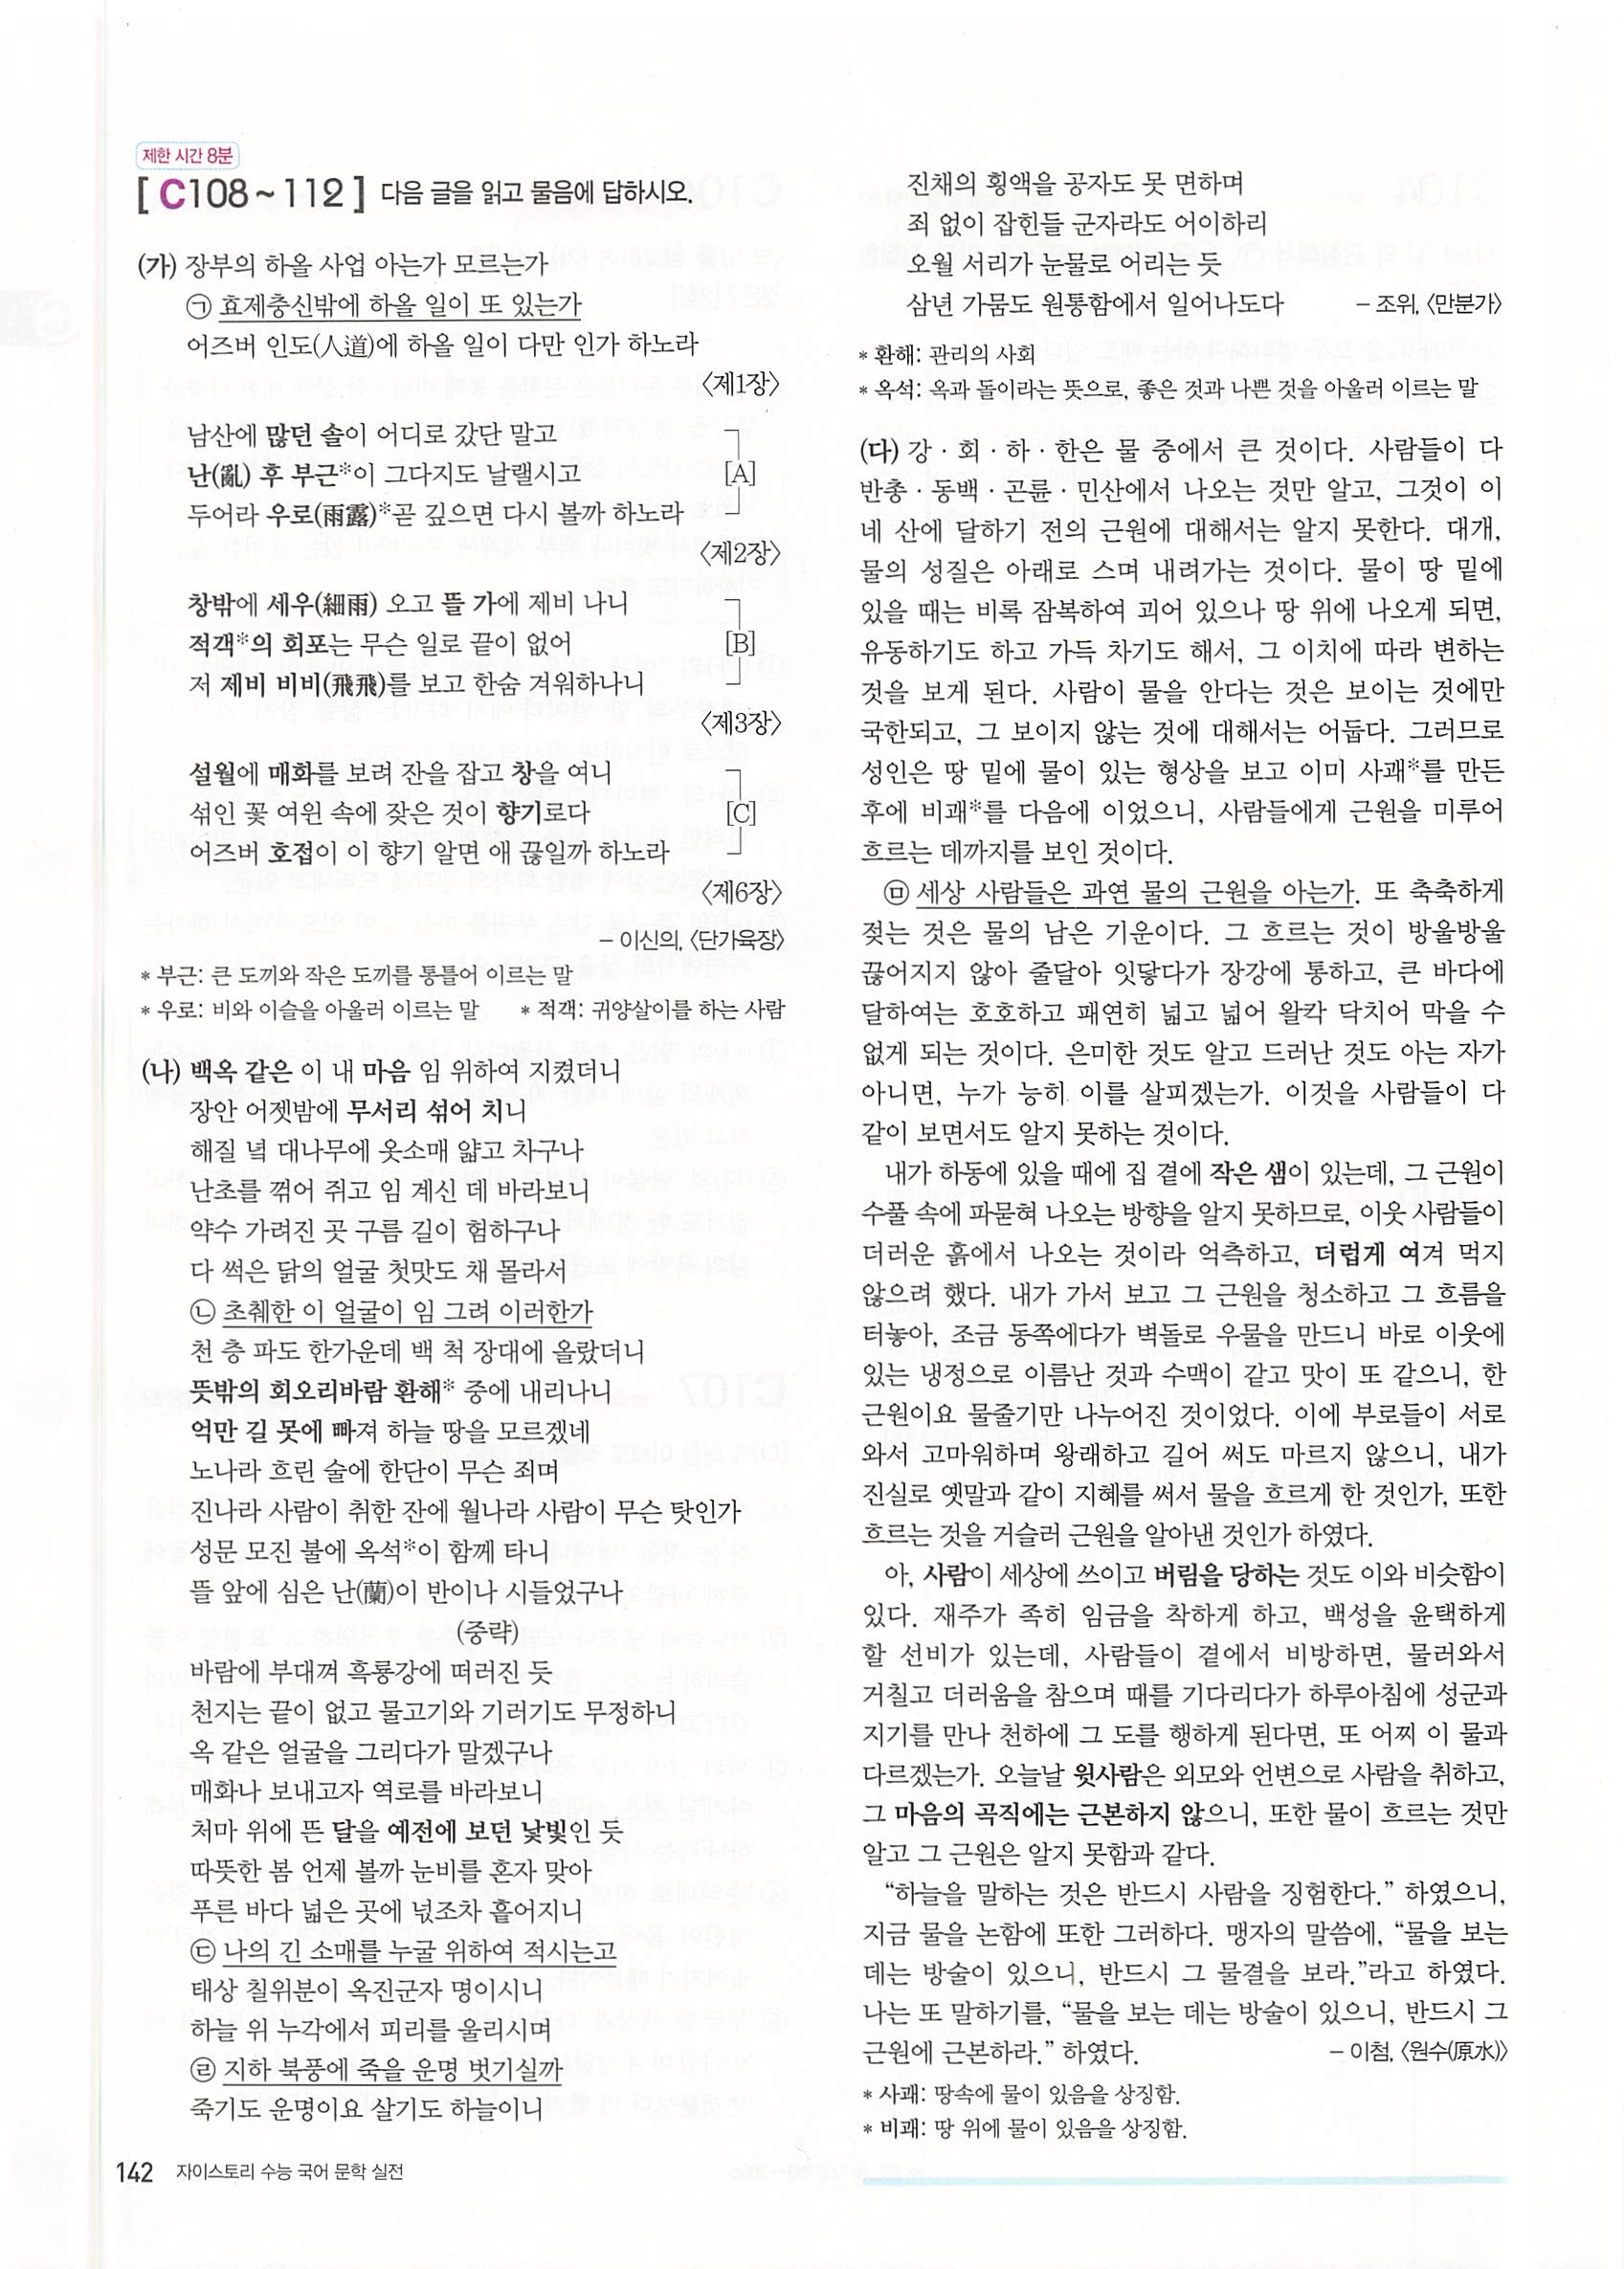 제한 시간 8분
[ C108~112 ] 다음 글을 읽고 물음에 답하시오.
(가) 장부의 하올 사업 아는가 모르는가
㉠ 효제충신밖에 하올 일이 또 있는가
어즈버 인도(人道)에 하올 일이 다만 인가 하노라
〈제1장〉
남산에 많던 솔이 어디로 갔단 말고
난(亂) 후 부근*이 그다지도 날랠시고
[A]
두어라 우로(雨露)*곧 깊으면 다시 볼까 하노라
〈제2장〉
창밖에 세우(細雨) 오고 뜰 가에 제비 나니
적객*의 회포는 무슨 일로 끝이 없어
[B]
저 제비 비비(飛飛)를 보고 한숨 겨워하나니
〈제3장〉
설월에 매화를 보려 잔을 잡고 창을 여니
섞인 꽃 여윈 속에 잦은 것이 향기로다
[C]
어즈버 호접이 이 향기 알면 애 끊일까 하노라
〈제6장〉
– 이신의, 〈단가육장〉
* 부근: 큰 도끼와 작은 도끼를 통틀어 이르는 말
* 우로: 비와 이슬을 아울러 이르는 말 * 적객: 귀양살이를 하는 사람
(나) 백옥 같은 이 내 마음 임 위하여 지켰더니
장안 어젯밤에 무서리 섞어 치니
해질 녘 대나무에 옷소매 얇고 차구나
난초를 꺾어 쥐고 임 계신 데 바라보니
약수 가려진 곳 구름 길이 험하구나
다 썩은 닭의 얼굴 첫맛도 채 몰라서
㉡ 초췌한 이 얼굴이 임 그려 이러한가
천 층 파도 한가운데 백 척 장대에 올랐더니
뜻밖의 회오리바람 환해* 중에 내리나니
억만 길 못에 빠져 하늘 땅을 모르겠네
노나라 흐린 술에 한단이 무슨 죄며
진나라 사람이 취한 잔에 월나라 사람이 무슨 탓인가
성문 모진 불에 옥석*이 함께 타니
뜰 앞에 심은 난(蘭)이 반이나 시들었구나
(중략)
바람에 부대껴 흑룡강에 떠러진 듯
천지는 끝이 없고 물고기와 기러기도 무정하니
옥 같은 얼굴을 그리다가 말겠구나
매화나 보내고자 역로를 바라보니
처마 위에 뜬 달을 예전에 보던 낯빛인 듯
따뜻한 봄 언제 볼까 눈비를 혼자 맞아
푸른 바다 넓은 곳에 넋조차 흩어지니
㉢ 나의 긴 소매를 누굴 위하여 적시는고
태상 칠위분이 옥진군자 명이시니
하늘 위 누각에서 피리를 울리시며
㉣ 지하 북풍에 죽을 운명 벗기실까
죽기도 운명이요 살기도 하늘이니
142 자이스토리 수능 국어 문학 실전
진채의 횡액을 공자도 못 면하며
죄 없이 잡힌들 군자라도 어이하리
오월 서리가 눈물로 어리는 듯
삼년 가뭄도 원통함에서 일어나도다 – 조위, 〈만분가〉
* 환해: 관리의 사회
* 옥석: 옥과 돌이라는 뜻으로, 좋은 것과 나쁜 것을 아울러 이르는 말
(다) 강·회·하·한은 물 중에서 큰 것이다. 사람들이 다
반총·동백·곤륜·민산에서 나오는 것만 알고, 그것이 이
네 산에 달하기 전의 근원에 대해서는 알지 못한다. 대개,
물의 성질은 아래로 스며 내려가는 것이다. 물이 땅 밑에
있을 때는 비록 잠복하여 괴어 있으나 땅 위에 나오게 되면,
유동하기도 하고 가득 차기도 해서, 그 이치에 따라 변하는
것을 보게 된다. 사람이 물을 안다는 것은 보이는 것에만
국한되고, 그 보이지 않는 것에 대해서는 어둡다. 그러므로
성인은 땅 밑에 물이 있는 형상을 보고 이미 사괘*를 만든
후에 비괘*를 다음에 이었으니, 사람들에게 근원을 미루어
흐르는 데까지를 보인 것이다.
㉤ 세상 사람들은 과연 물의 근원을 아는가. 또 축축하게
젖는 것은 물의 남은 기운이다. 그 흐르는 것이 방울방울
끊어지지 않아 줄달아 잇닿다가 장강에 통하고, 큰 바다에
달하여는 호호하고 패연히 넓고 넓어 왈칵 닥치어 막을 수
없게 되는 것이다. 은미한 것도 알고 드러난 것도 아는 자가
아니면, 누가 능히 이를 살피겠는가. 이것을 사람들이 다
같이 보면서도 알지 못하는 것이다.
내가 하동에 있을 때에 집 곁에 작은 샘이 있는데, 그 근원이
수풀 속에 파묻혀 나오는 방향을 알지 못하므로, 이웃 사람들이
더러운 흙에서 나오는 것이라 억측하고, 더럽게 여겨 먹지
않으려 했다. 내가 가서 보고 그 근원을 청소하고 그 흐름을
터놓아, 조금 동쪽에다가 벽돌로 우물을 만드니 바로 이웃에
있는 냉정으로 이름난 것과 수맥이 같고 맛이 또 같으니, 한
근원이요 물줄기만 나누어진 것이었다. 이에 부로들이 서로
와서 고마워하며 왕래하고 길어 써도 마르지 않으니, 내가
진실로 옛말과 같이 지혜를 써서 물을 흐르게 한 것인가, 또한
흐르는 것을 거슬러 근원을 알아낸 것인가 하였다.
아, 사람이 세상에 쓰이고 버림을 당하는 것도 이와 비슷함이
있다. 재주가 족히 임금을 착하게 하고, 백성을 윤택하게
할 선비가 있는데, 사람들이 곁에서 비방하면, 물러와서
거칠고 더러움을 참으며 때를 기다리다가 하루아침에 성군과
지기를 만나 천하에 그 도를 행하게 된다면, 또 어찌 이 물과
다르겠는가. 오늘날 윗사람은 외모와 언변으로 사람을 취하고,
그 마음의 곡직에는 근본하지 않으니, 또한 물이 흐르는 것만
알고 그 근원은 알지 못함과 같다.
“하늘을 말하는 것은 반드시 사람을 징험한다.” 하였으니,
지금 물을 논함에 또한 그러하다. 맹자의 말씀에, “물을 보는
데는 방술이 있으니, 반드시 그 물결을 보라.”라고 하였다.
나는 또 말하기를, “물을 보는 데는 방술이 있으니, 반드시 그
근원에 근본하라.” 하였다. – 이첨, 〈원수(原水)〉
* 사괘: 땅속에 물이 있음을 상징함.
* 비괘: 땅 위에 물이 있음을 상징함.